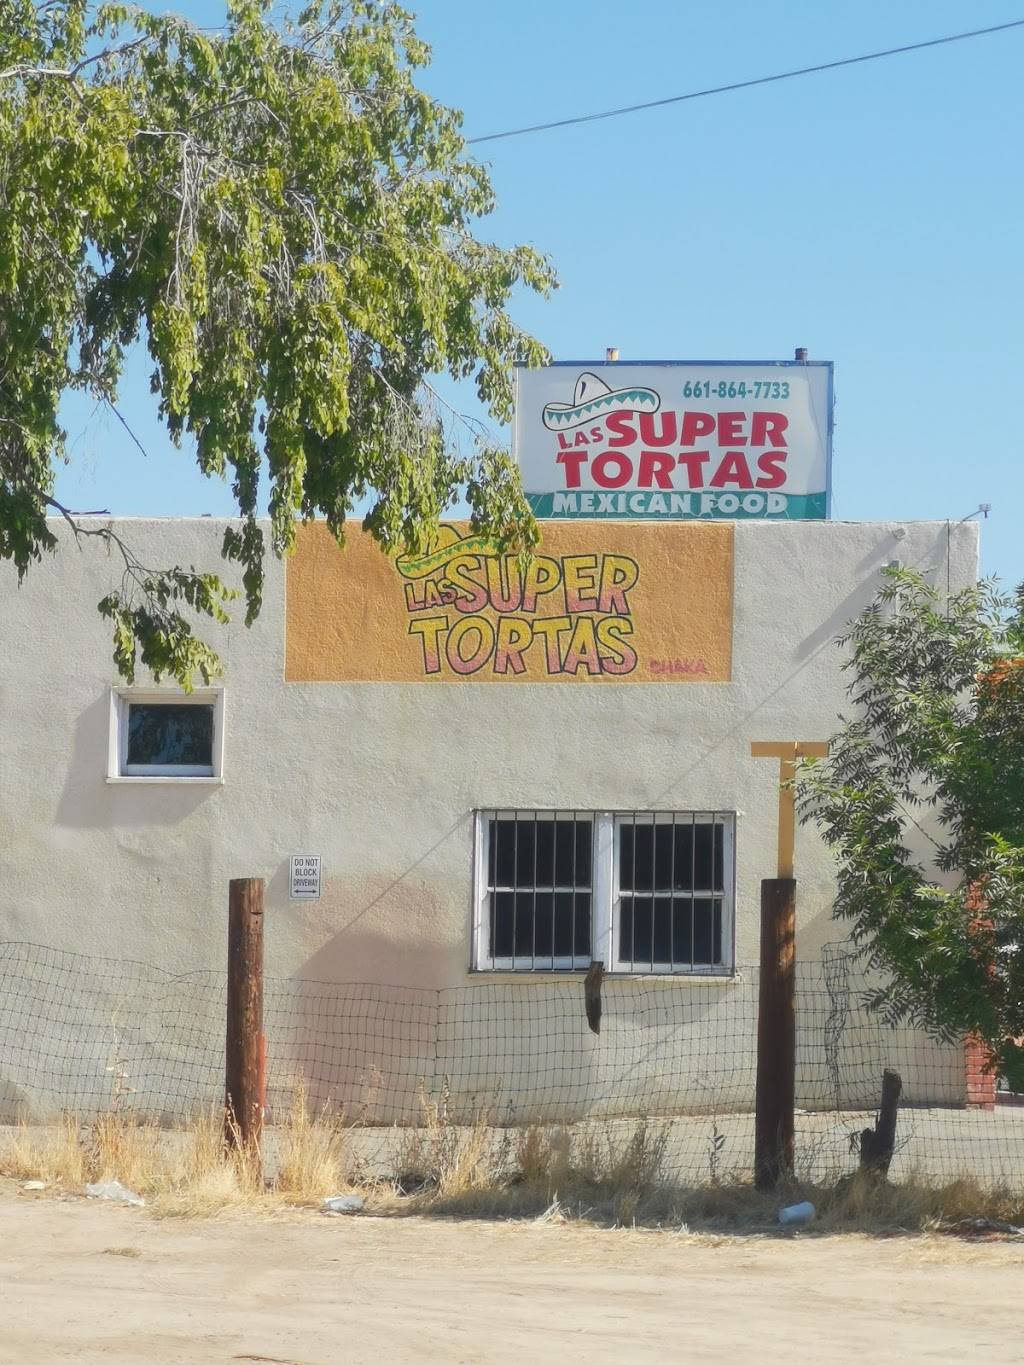 661-864-7733
LAS SUPER
TORTAS
MEXICAN FOOD
LAS SUPER
TORTAS
CHAKA
DO NOT
BLOCK
DRIVEWAY